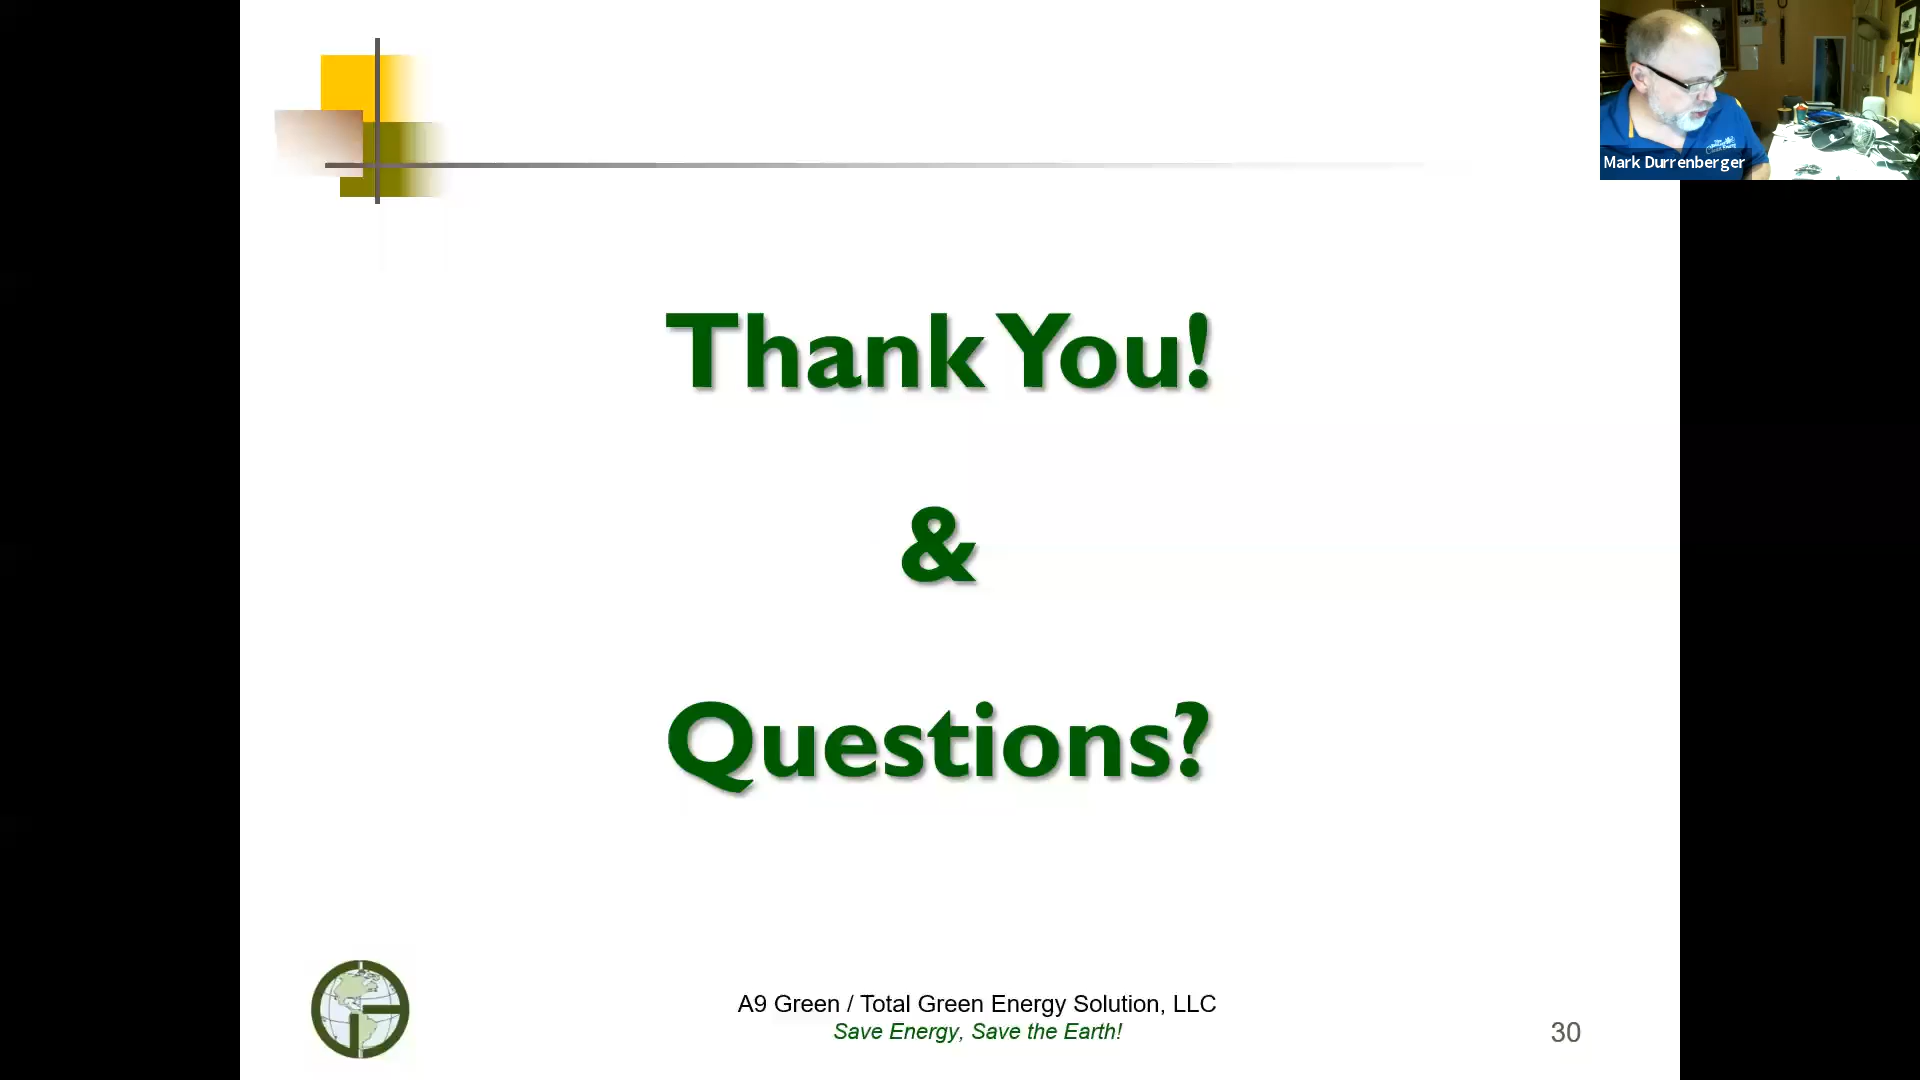 Mark Durrenberger
Thank You!
&
Questions?
A9 Green / Total Green Energy Solution, LLC
Save Energy, Save the Earth!
30